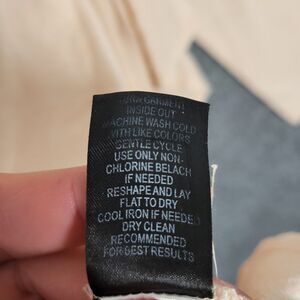 TURN GARMENT
INSIDE OUT
MACHINE WASH COLD
WITH LIKE COLORS
GENTLE CYCLE
USE ONLY NON-
CHLORINE BELACH
IF NEEDED
RESHAPE AND LAY
FLAT TO DRY
COOL IRON IF NEEDED
DRY CLEAN
RECOMMENDED
FOR BEST RESULTS